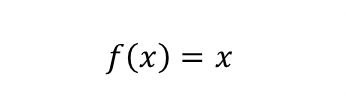 f(x) = x